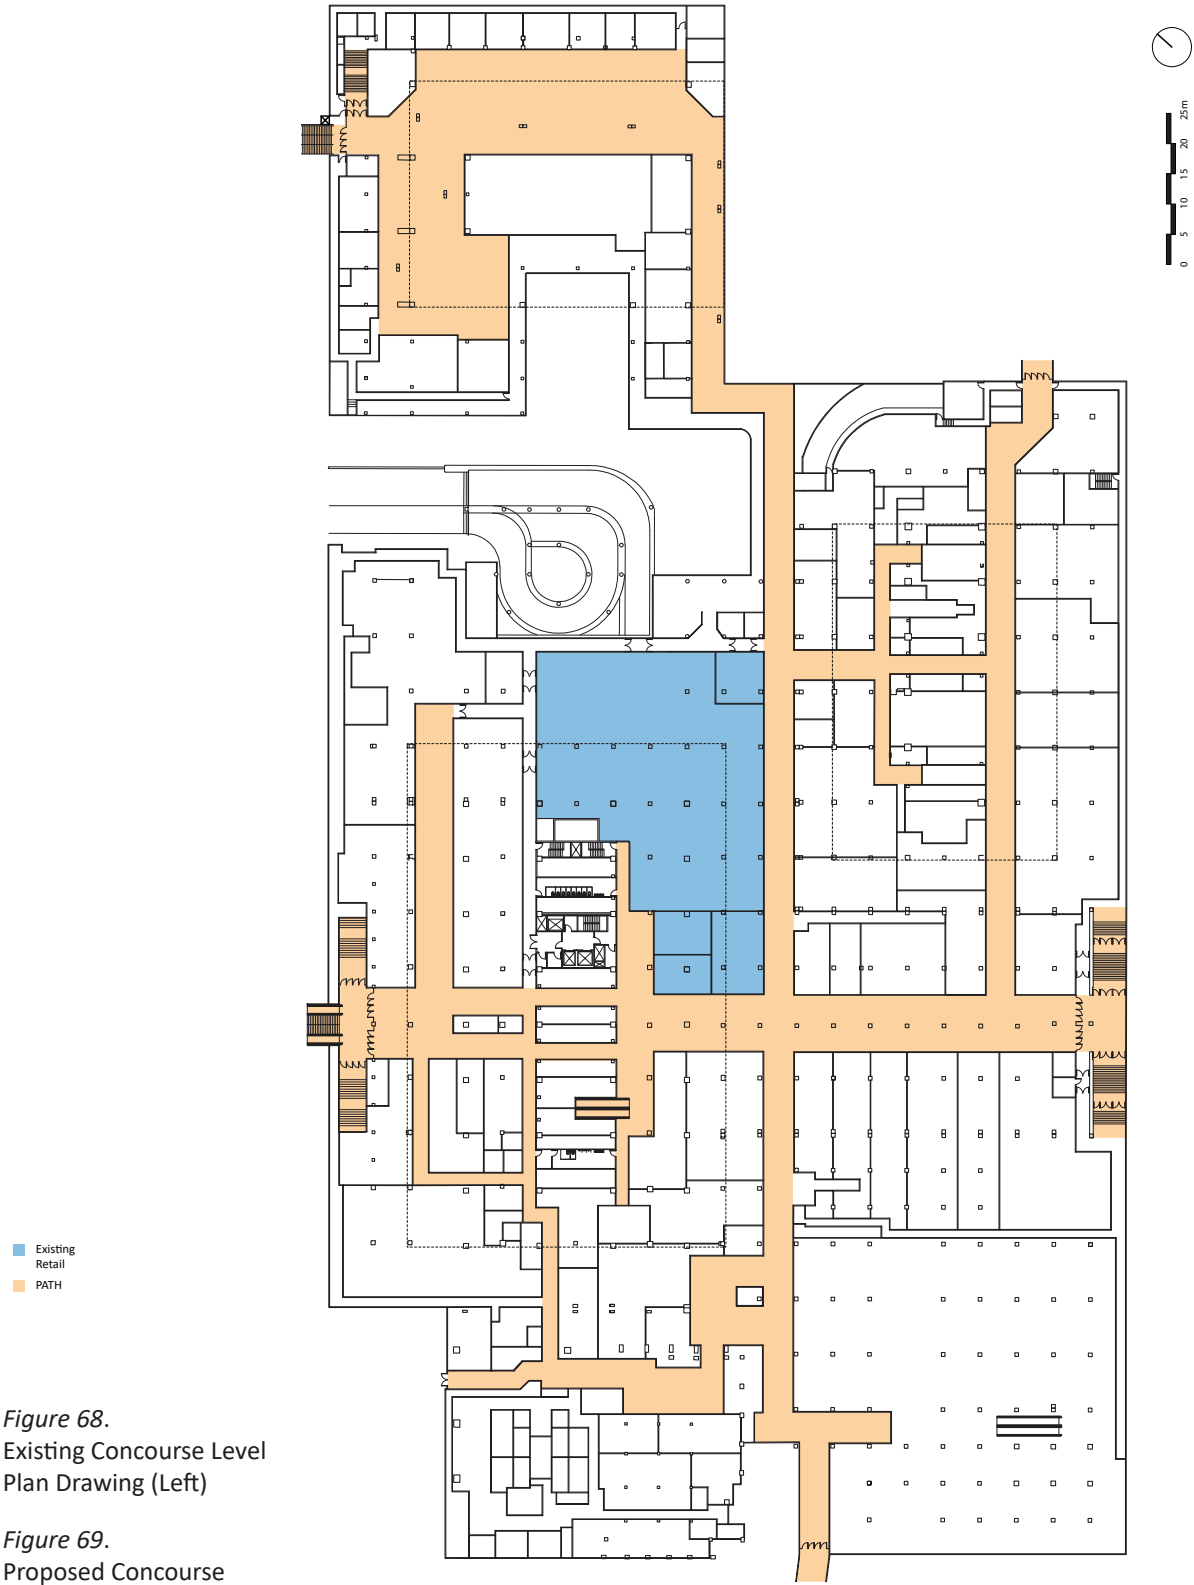 25m
20
15
10
5
0
Existing
Retail
PATH
Figure 68.
Existing Concourse Level
Plan Drawing (Left)
Figure 69.
Proposed Concourse